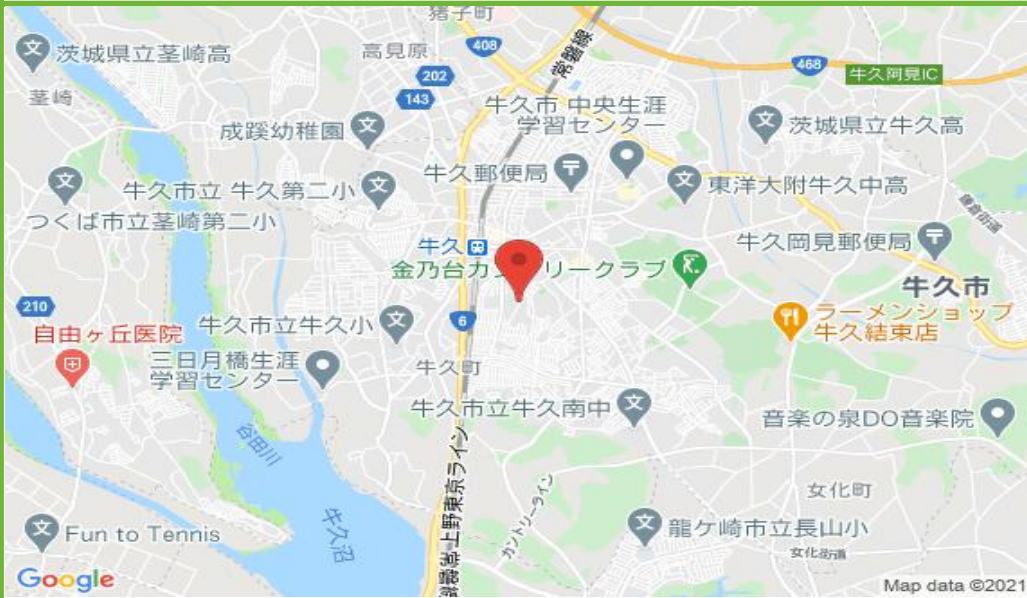 猪子町
茨城県立茎崎高
高見原
408
常磐線
468
牛久阿見IC
202
茎崎
143
牛久市 中央生涯
学習センター
成蹊幼稚園
茨城県立牛久高
牛久郵便局
牛久市立 牛久第二小
東洋大附牛久中高
つくば市立茎崎第二小
牛久
牛久岡見郵便局
金乃台カ
リークラブ
牛久市
210
自由ヶ丘医院
牛久市立牛久小
6
ラーメンショップ
牛久結束店
三日月橋生涯
学習センター
牛久町
牛久市立牛久南中
音楽の泉DO音楽院
谷田川
上野東京ライン
カントリーライン
女化町
牛久沼
Fun to Tennis
龍ケ崎市立長山小
女化街道
Google
Map data ©2021